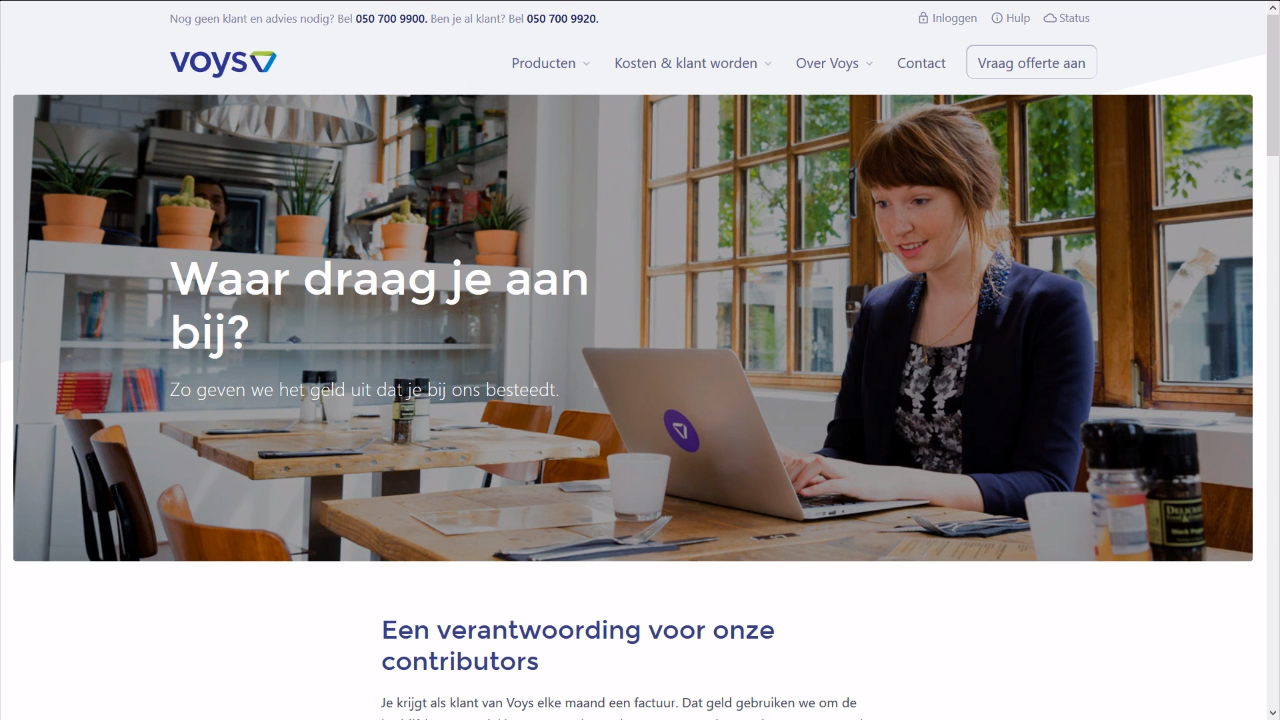 Nog geen klant en advies nodig? Bel 050 700 9900. Ben je al klant? Bel 050 700 9920.
Inloggen Hulp Status
voys
Producten Kosten & klant worden Over Voys Contact Vraag offerte aan
Waar draag je aan
bij?
Zo geven we het geld uit dat je bij ons besteedt.
Een verantwoording voor onze
contributors
Je krijgt als klant van Voys elke maand een factuur. Dat geld gebruiken we om de